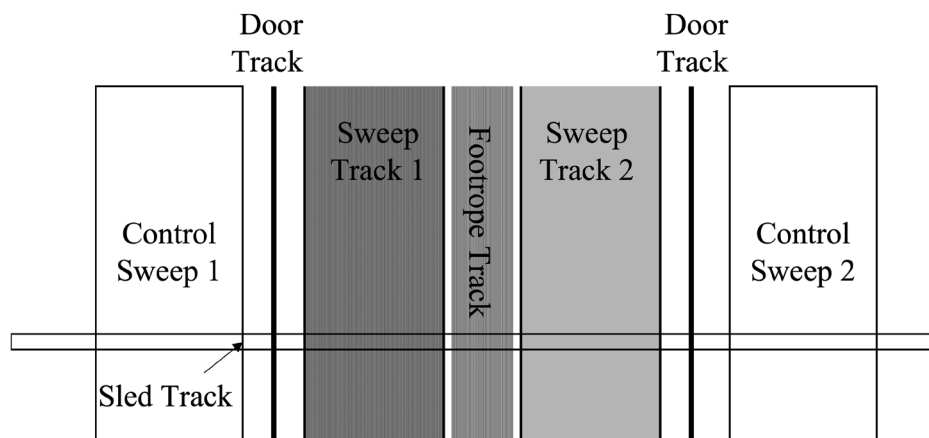 Door
Track
Door
Track
Sweep
Track 1
Footrope Track
Sweep
Track 2
Control
Sweep 1
Control
Sweep 2
Sled Track